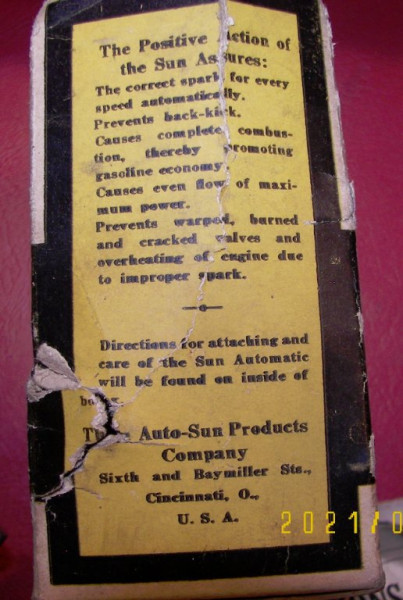 The Positive Action of
the Sun Assures:
The correct spark for every
speed automatically.
Prevents back-kick.
Causes complete combus-
tion, thereby promoting
gasoline economy.
Causes even flow of maxi-
mum power.
Prevents warped, burned
and cracked valves and
overheating of engine due
to improper spark.
Directions for attaching and
care of the Sun Automatic
will be found on inside of
The Auto-Sun Products
Company
Sixth and Baymiller Sts.,
Cincinnati, O.,
U. S. A.
2021/0